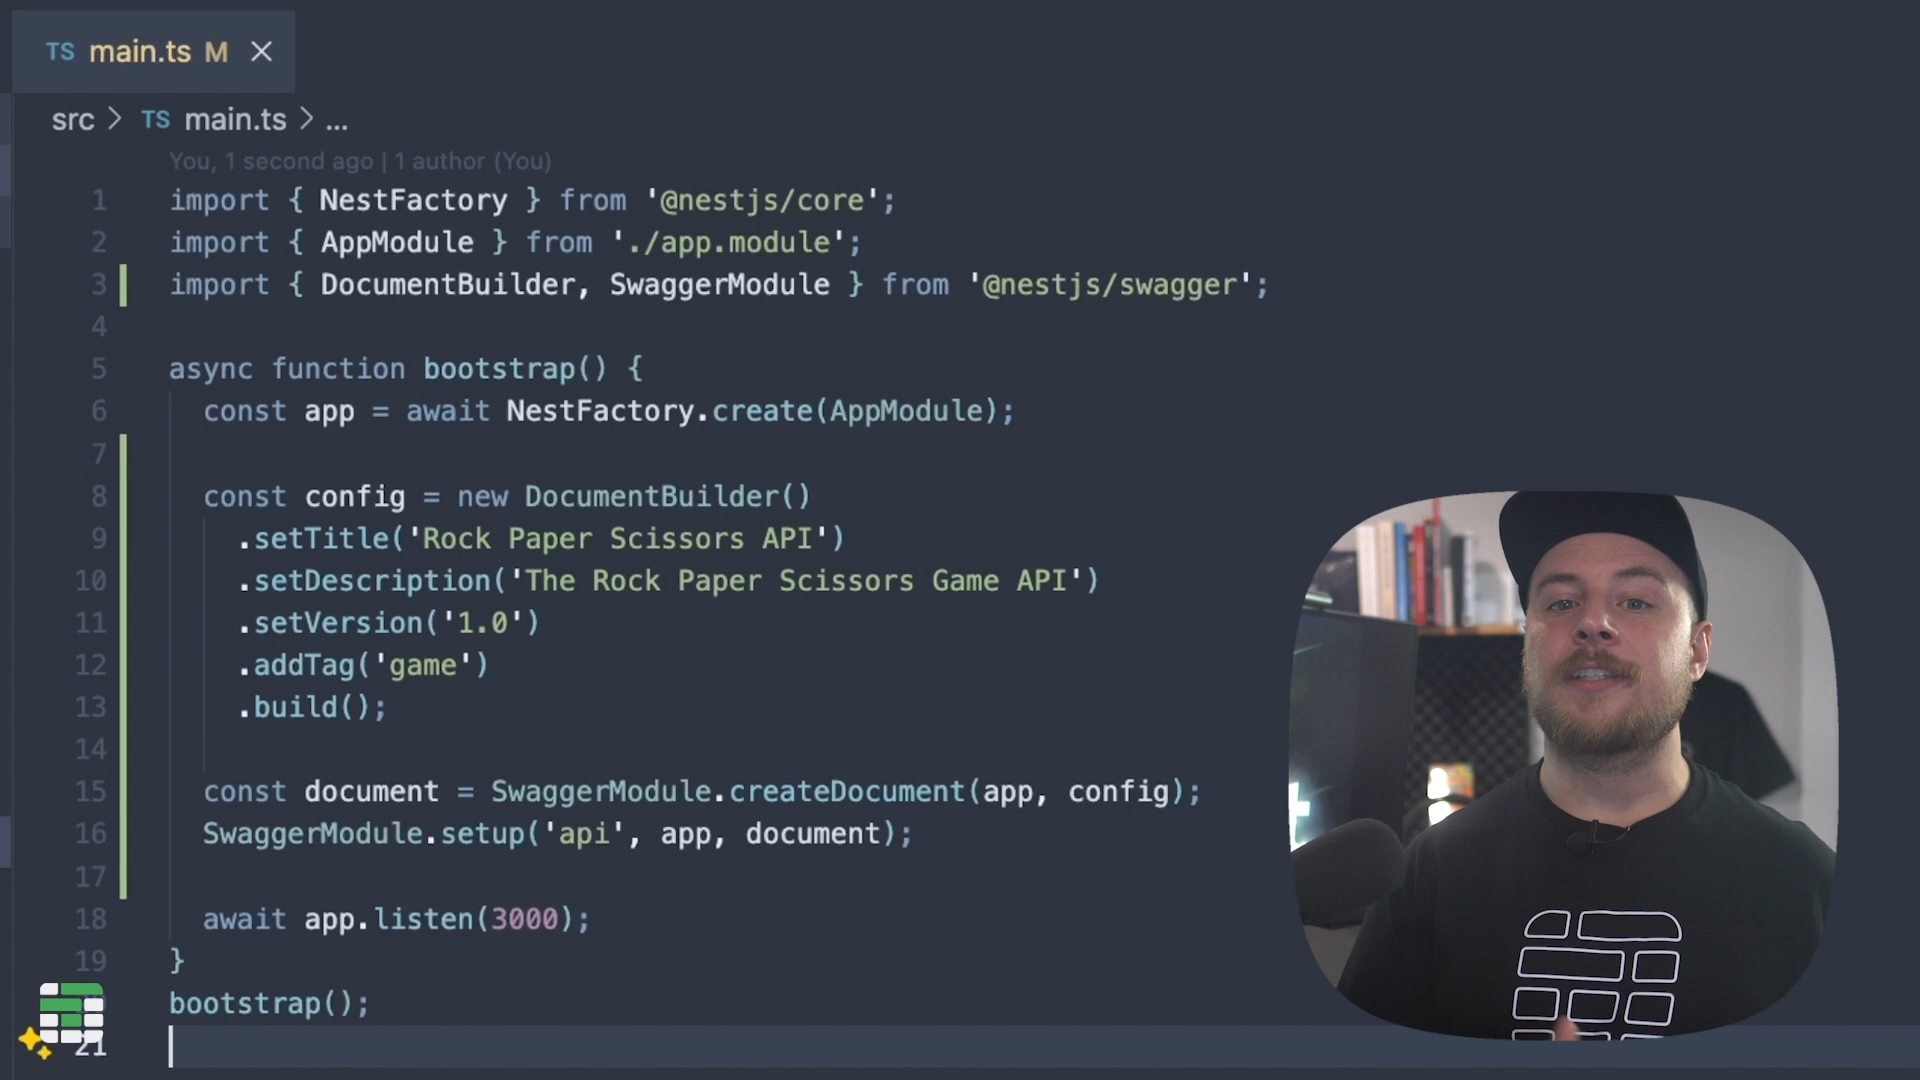 TS main.ts M
src > TS main.ts > ...
You, 1 second ago | 1 author (You)
1 import { NestFactory } from '@nestjs/core';
2 import { AppModule } from './app.module';
3 import { DocumentBuilder, SwaggerModule } from '@nestjs/swagger';
4
5 async function bootstrap() {
6 const app = await NestFactory.create(AppModule);
7
8 const config = new DocumentBuilder()
9 .setTitle('Rock Paper Scissors API')
10 .setDescription('The Rock Paper Scissors Game API')
11 .setVersion('1.0')
12 .addTag('game')
13 .build();
14
15 const document = SwaggerModule.createDocument(app, config);
16 SwaggerModule.setup('api', app, document);
17
18 await app.listen(3000);
19 }
bootstrap();
21